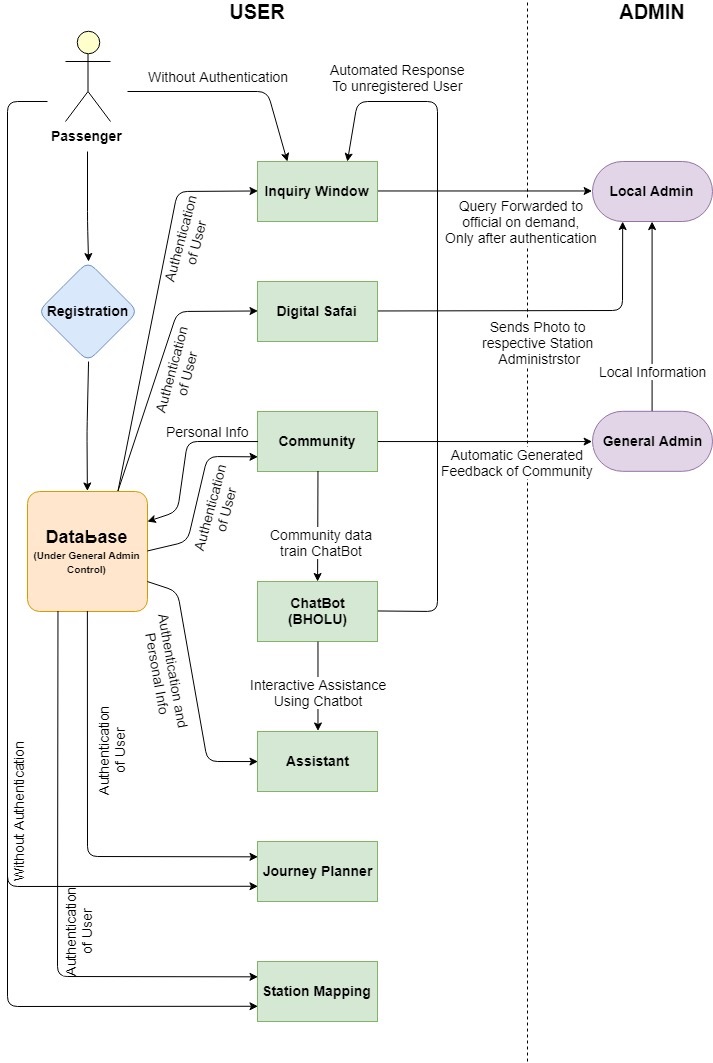 USER
ADMIN
Without Authentication
Automated Response
To unregistered User
Passenger
Inquiry Window
Local Admin
Query Forwarded to
official on demand,
Only after authentication
Authentication
of User
Registration
Digital Safai
Sends Photo to
respective Station
Administrstor
Authentication
of User
Local Information
Personal Info
Community
General Admin
Automatic Generated
Feedback of Community
Authentication
of User
DataЬase
(Under General Admin
Control)
Community data
train ChatBot
ChatBot
(BHOLU)
Authentication and
Personal Info
Interactive Assistance
Using Chatbot
Authentication
of User
Assistant
Without Authentication
Journey Planner
Authentication
of User
Station Mapping